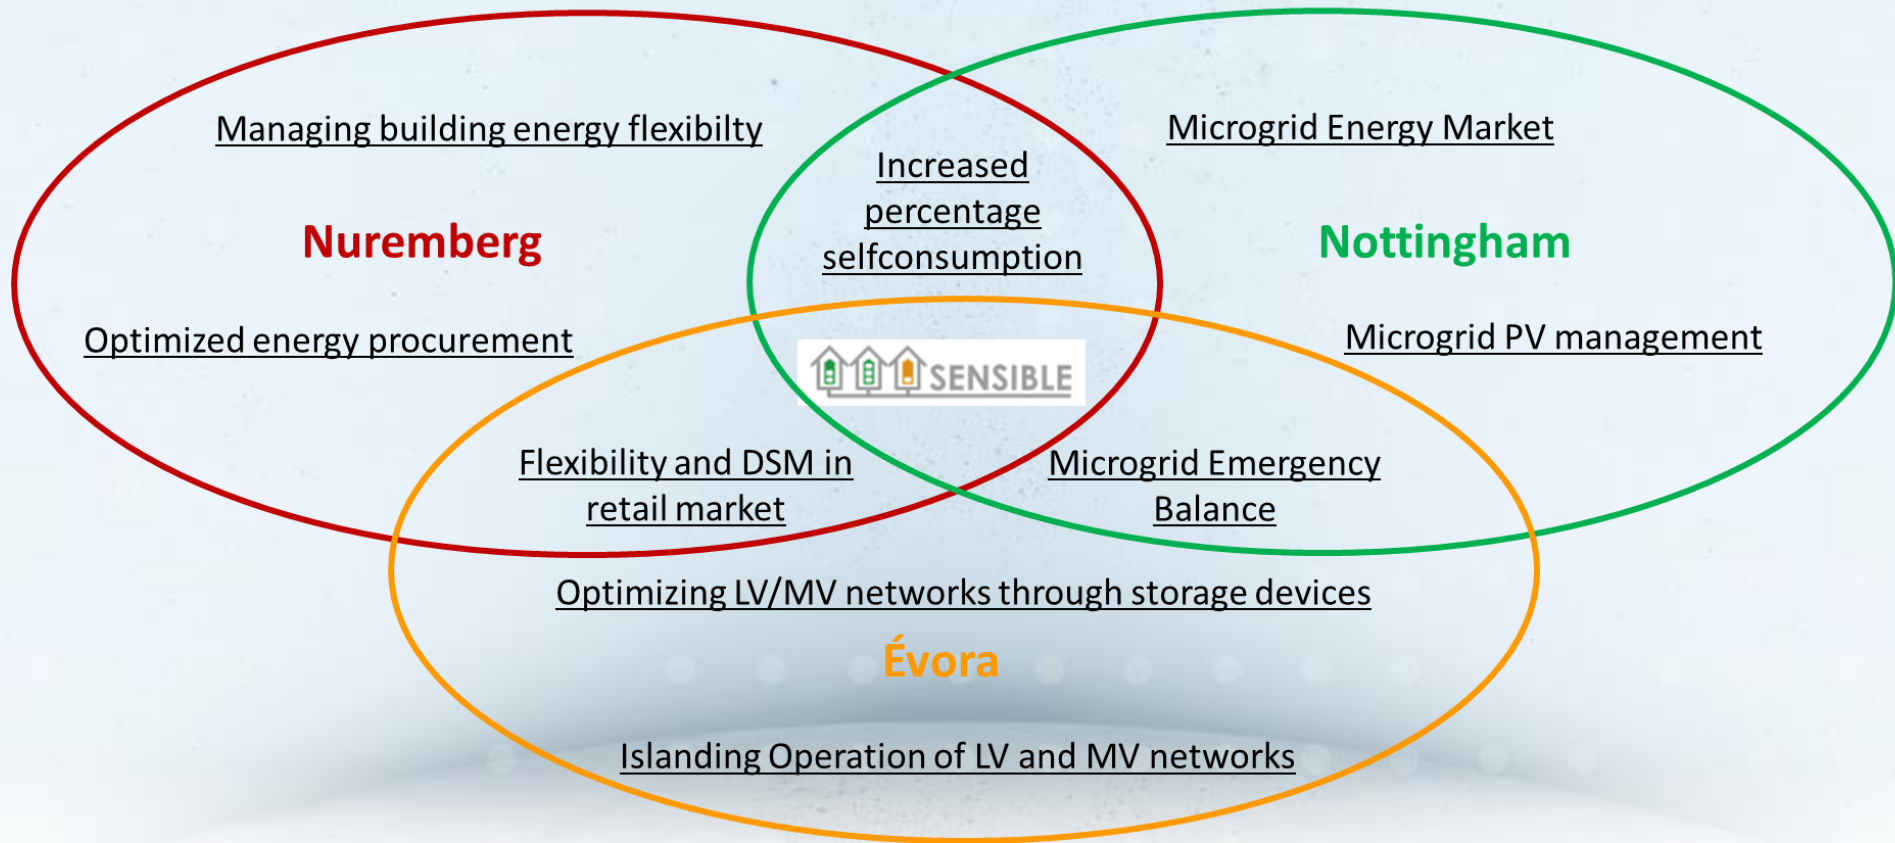 Managing building energy flexibilty
Microgrid Energy Market
Increased
percentage
selfconsumption
Nuremberg
Nottingham
Optimized energy procurement
Microgrid PV management
SENSIBLE
Flexibility and DSM in
retail market
Microgrid Emergency
Balance
Optimizing LV/MV networks through storage devices
Évora
Islanding Operation of LV and MV networks